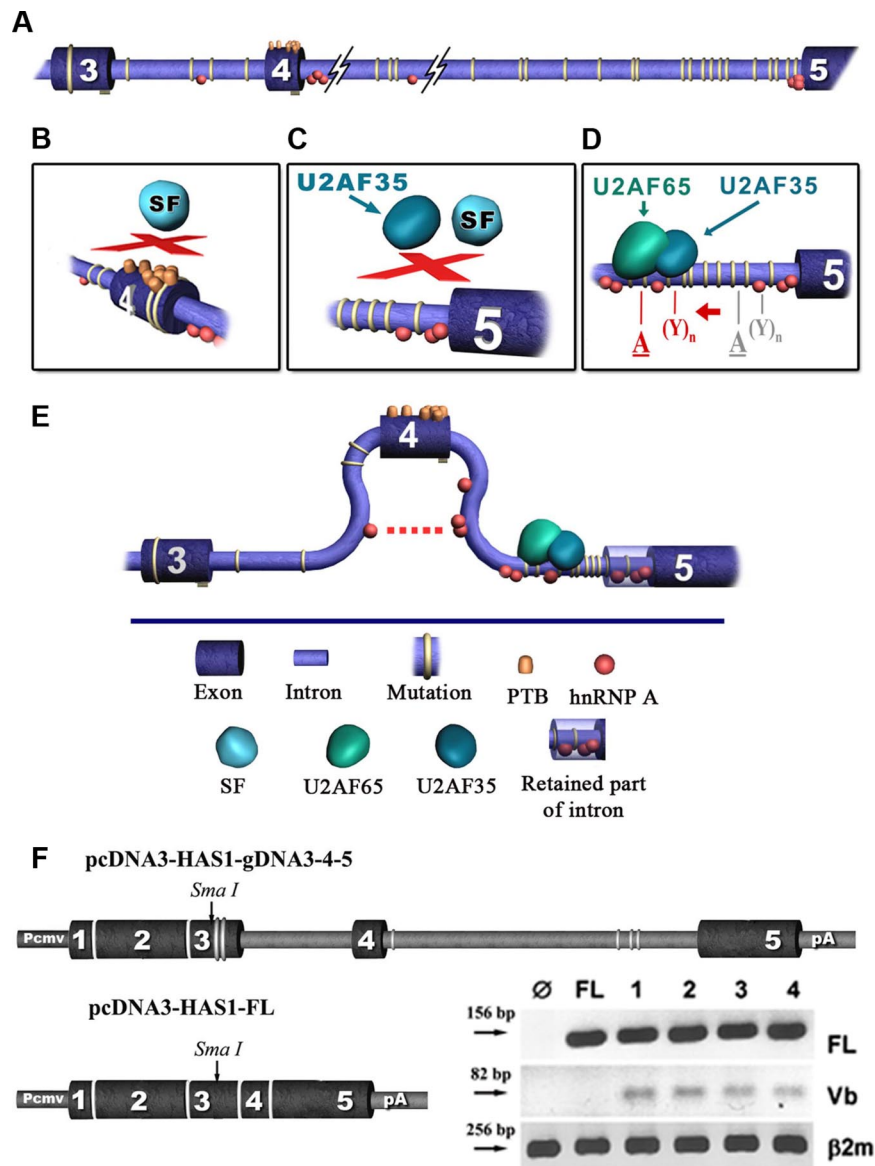 A
3 4 5
B C D
SF
4
U2AF35
SF
5
U2AF65 U2AF35
5
A (Y)n A (Y)n
E
4
3 5
Exon Intron Mutation PTB hnRNP A
SF U2AF65 U2AF35 Retained part
of intron
F
pcDNA3-HAS1-gDNA3-4-5
Sma I
Pcmv 1 2 3 4 5 pA
pcDNA3-HAS1-FL
Sma I
Pcmv 1 2 3 4 5 pA
Ø FL 1 2 3 4
156 bp
FL
82 bp
Vb
256 bp
β2m